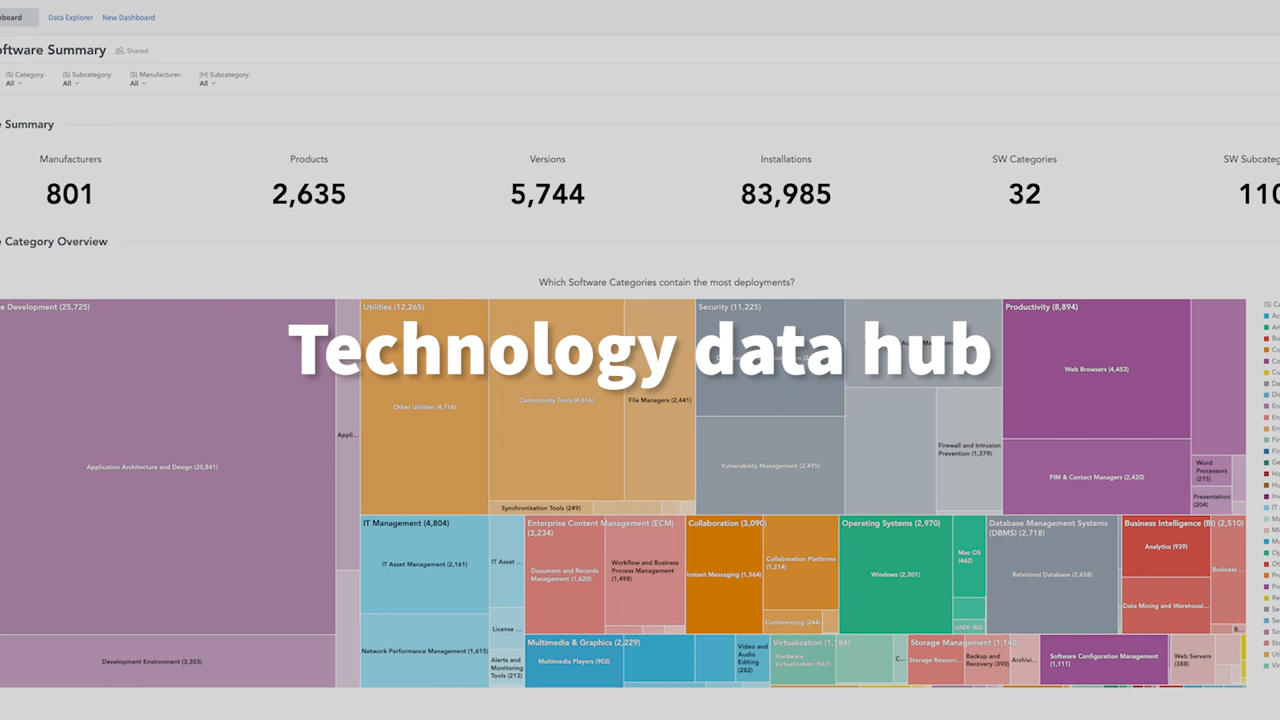 board
Data Explorer
New Dashboard
oftware Summary
Shared
(S) Category:
All
(S) Subcategory:
All
(S) Manufacturer:
All
(H) Subcategory:
All
e Summary
Manufacturers
801
Products
2,635
Versions
5,744
Installations
83,985
SW Categories
32
SW Subcateg
110
e Category Overview
Which Software Categories contain the most deployments?
Technology data hub
e Development (25,725)
Application Architecture and Design (20,841)
Development Environment (3,303)
Appli...
Utilities (12,265)
Other Utilities (4,716)
Connectivity Tools (4,616)
File Managers (2,441)
Synchronization Tools (249)
Security (11,225)
Vulnerability Management (2,495)
Firewall and Intrusion
Prevention (1,379)
Productivity (8,894)
Web Browsers (4,453)
PIM & Contact Managers (2,420)
Word
Processors
(215)
Presentation
(204)
IT Management (4,804)
IT Asset Management (2,161)
Network Performance Management (1,615)
IT Asset ...
License ...
Alerts and
Monitoring
Tools (213)
Enterprise Content Management (ECM)
(3,234)
Document and Records
Management (1,620)
Workflow and Business
Process Management
(1,498)
Collaboration (3,090)
Instant Messaging (1,564)
Collaboration Platforms
(1,214)
Conferencing (244)
Operating Systems (2,970)
Windows (2,301)
Mac OS
(462)
UNIX (80)
Database Management Systems
(DBMS) (2,718)
Relational Database (2,658)
Business Intelligence (BI) (2,510)
Analytics (939)
Data Mining and Warehousi...
Business ...
B...
Multimedia & Graphics (2,229)
Multimedia Players (902)
Video and
Audio
Editing
(282)
Virtualization (1,184)
Hardware
Virtualization (567)
C...
Storage Management (1,140)
Storage Resourc...
Backup and
Recovery (390)
Archivi...
Software Configuration Management
(1,111)
Web Servers
(388)